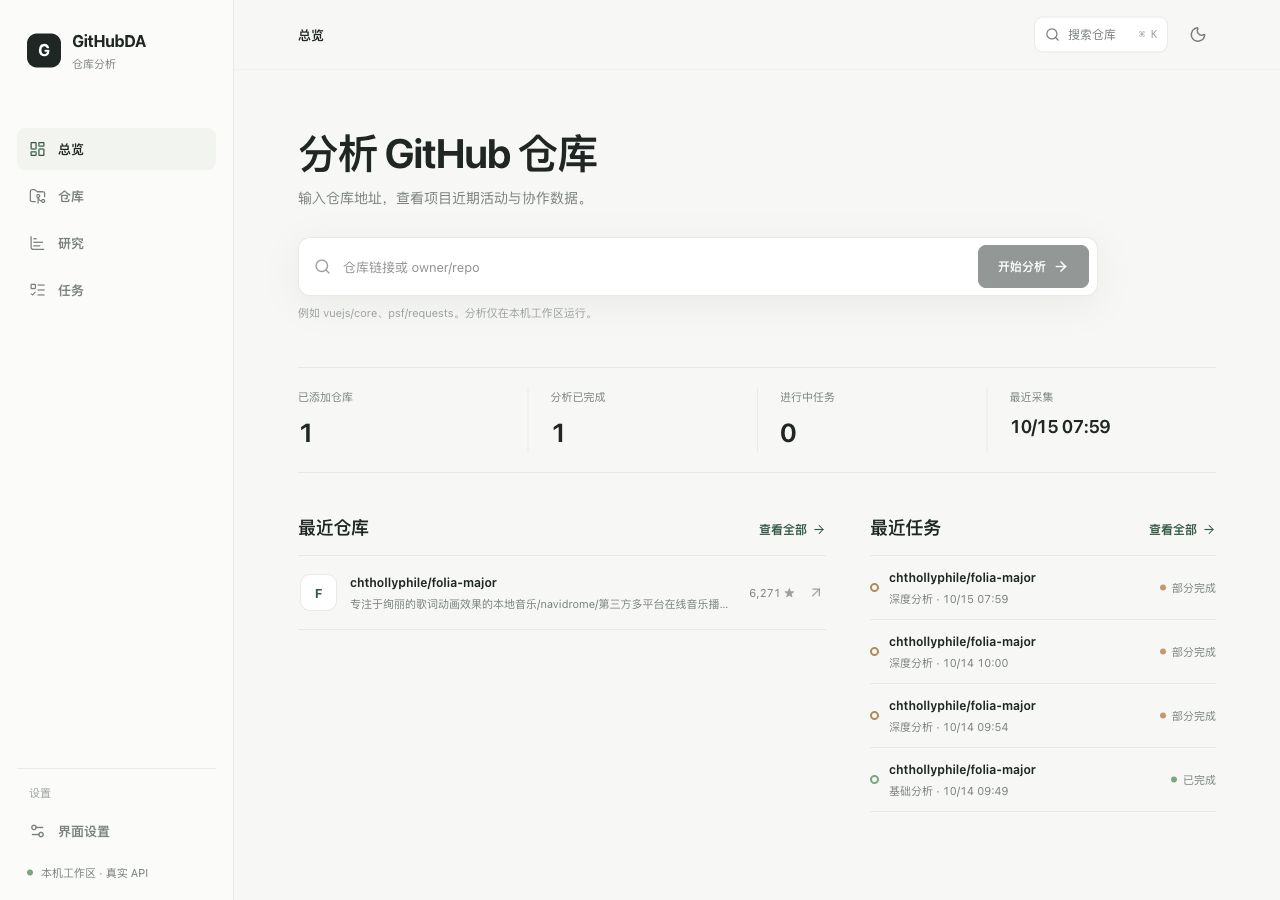 G
GitHubDA
仓库分析
总览
仓库
研究
任务
设置
界面设置
本机工作区 · 真实 API
总览
搜索仓库 ⌘ K
分析 GitHub 仓库
输入仓库地址，查看项目近期活动与协作数据。
仓库链接或 owner/repo
开始分析
例如 vuejs/core、psf/requests。分析仅在本机工作区运行。
已添加仓库
1
分析已完成
1
进行中任务
0
最近采集
10/15 07:59
最近仓库
查看全部
F
chthollyphile/folia-major
专注于绚丽的歌词动画效果的本地音乐/navidrome/第三方多平台在线音乐播...
6,271 ★
最近任务
查看全部
chthollyphile/folia-major
深度分析 · 10/15 07:59
部分完成
chthollyphile/folia-major
深度分析 · 10/14 10:00
部分完成
chthollyphile/folia-major
深度分析 · 10/14 09:54
部分完成
chthollyphile/folia-major
基础分析 · 10/14 09:49
已完成